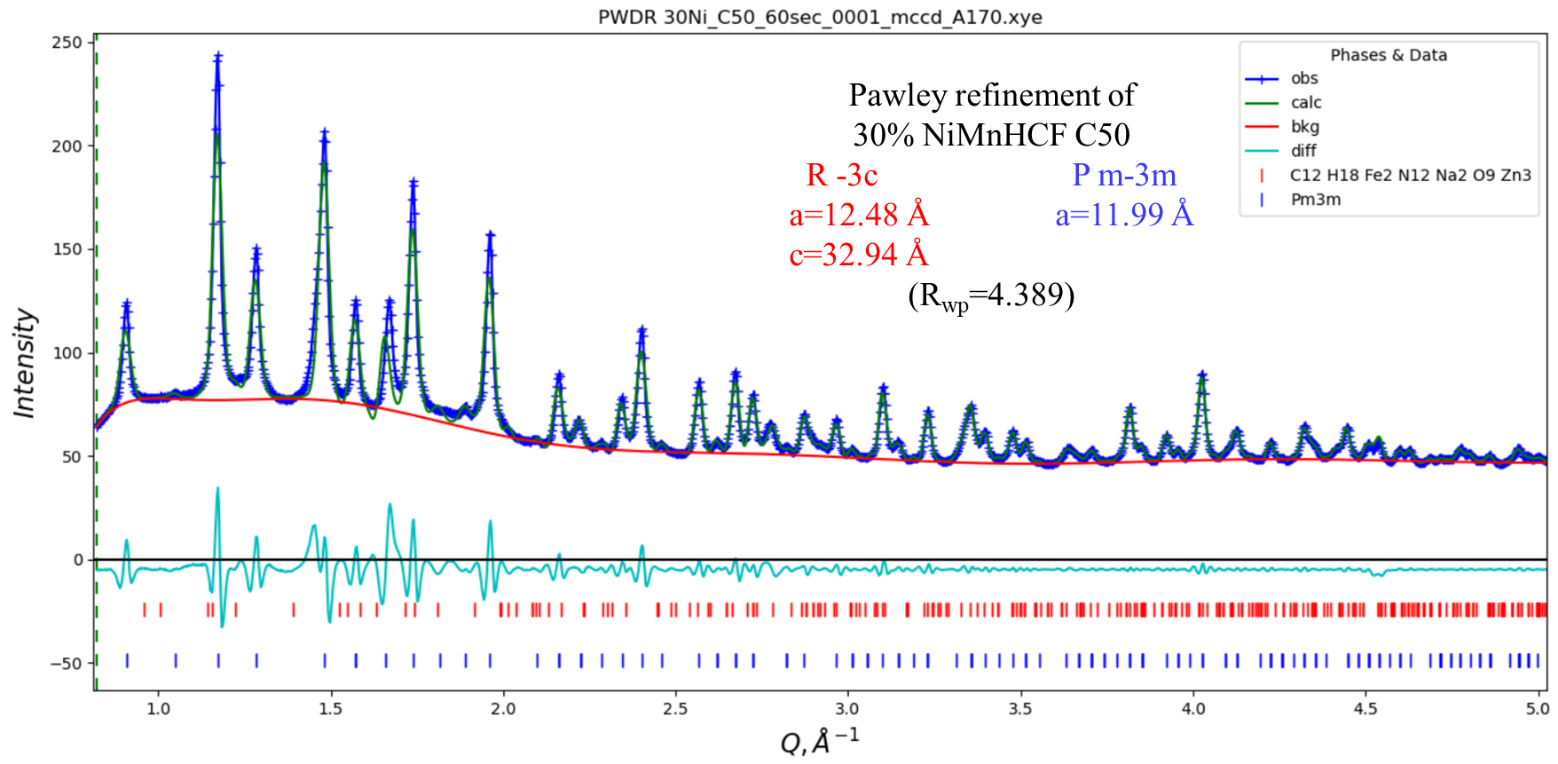 PWDR 30Ni_C50_60sec_0001_mccd_A170.xye
Phases & Data
obs
calc
bkg
diff
C12 H18 Fe2 N12 Na2 O9 Zn3
Pm3m
Pawley refinement of
30% NiMnHCF C50
R -3c
P m-3m
a=12.48 Å
a=11.99 Å
c=32.94 Å
(Rwp=4.389)
Intensity
250
200
150
100
50
0
−50
1.0 1.5 2.0 2.5 3.0 3.5 4.0 4.5 5.0
Q, Å⁻¹